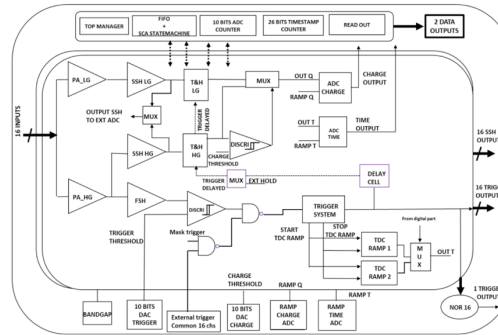 TOP MANAGER
FIFO
+
SCA STATEMACHINE
10 BITS ADC
COUNTER
26 BITS TIMESTAMP
COUNTER
READ OUT
2 DATA
OUTPUTS
PA_LG
SSH LG
T&H
LG
MUX
OUT Q
ADC
CHARGE
CHARGE
OUTPUT
RAMP Q
MUX
OUTPUT SSH
TO EXT ADC
TRIGGER
DELAYED
16 INPUTS
SSH HG
T&H
HG
DISCRI
CHARGE
THRESHOLD
OUT T
ADC
TIME
TIME
OUTPUT
RAMP T
16 SSH
OUTPUT
TRIGGER
DELAYED
MUX
EXT HOLD
DELAY
CELL
PA_HG
FSH
DISCRI
TRIGGER
SYSTEM
16 TRIGGER
OUTPUT
TRIGGER
THRESHOLD
Mask trigger
START
TDC RAMP
STOP
TDC RAMP
From digital part
TDC
RAMP 1
TDC
RAMP 2
MUX
OUT T
CHARGE
THRESHOLD
RAMP Q
RAMP T
BANDGAP
10 BITS
DAC
TRIGGER
External trigger
Common 16 chs
10 BITS
DAC
CHARGE
RAMP
CHARGE
ADC
RAMP
TIME
ADC
NOR 16
1 TRIGGER
OUTPUT